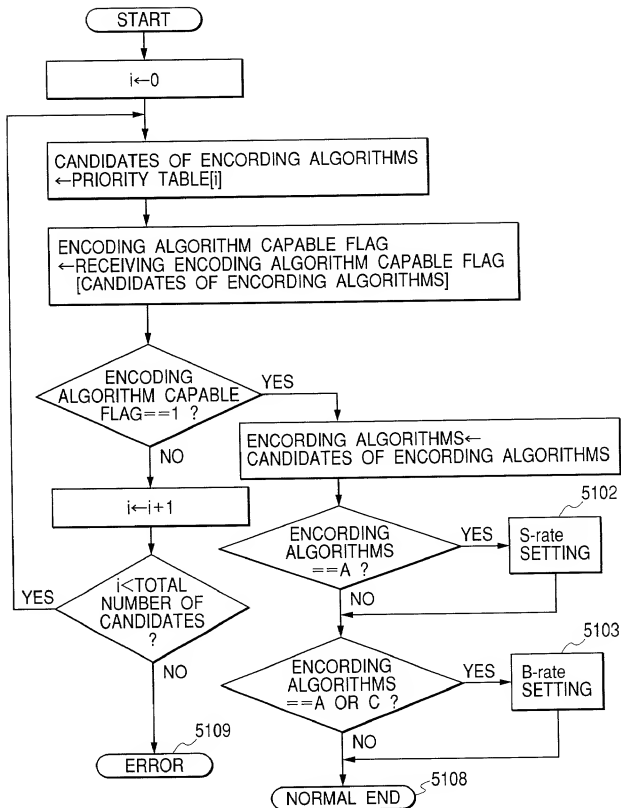 START
i←0
CANDIDATES OF ENCORDING ALGORITHMS
←PRIORITY TABLE[i]
ENCODING ALGORITHM CAPABLE FLAG
←RECEIVING ENCODING ALGORITHM CAPABLE FLAG
[CANDIDATES OF ENCORDING ALGORITHMS]
ENCODING
ALGORITHM CAPABLE
FLAG==1 ?
YES
NO
i←i+1
i<TOTAL
NUMBER OF
CANDIDATES
?
YES
NO
5109
ERROR
ENCORDING ALGORITHMS←
CANDIDATES OF ENCORDING ALGORITHMS
ENCORDING
ALGORITHMS
==A ?
YES
NO
5102
S-rate
SETTING
ENCORDING
ALGORITHMS
==A OR C ?
YES
NO
5103
B-rate
SETTING
5108
NORMAL END